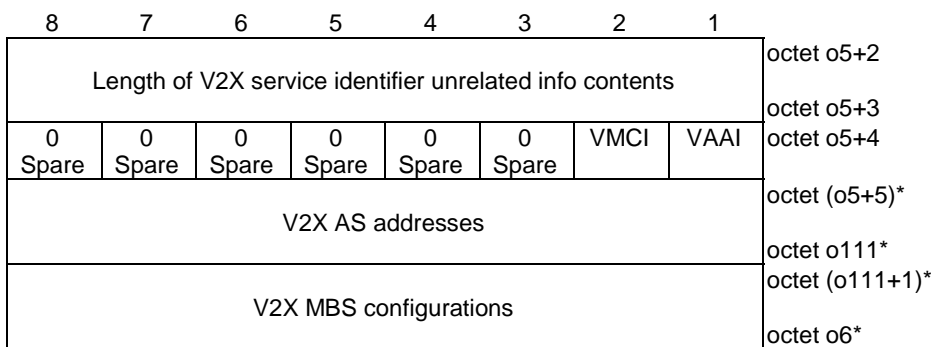 8 7 6 5 4 3 2 1
octet o5+2
Length of V2X service identifier unrelated info contents
octet o5+3
0 0 0 0 0 0 VMCI VAAI octet o5+4
Spare Spare Spare Spare Spare Spare
octet (o5+5)*
V2X AS addresses
octet o111*
octet (o111+1)*
V2X MBS configurations
octet o6*